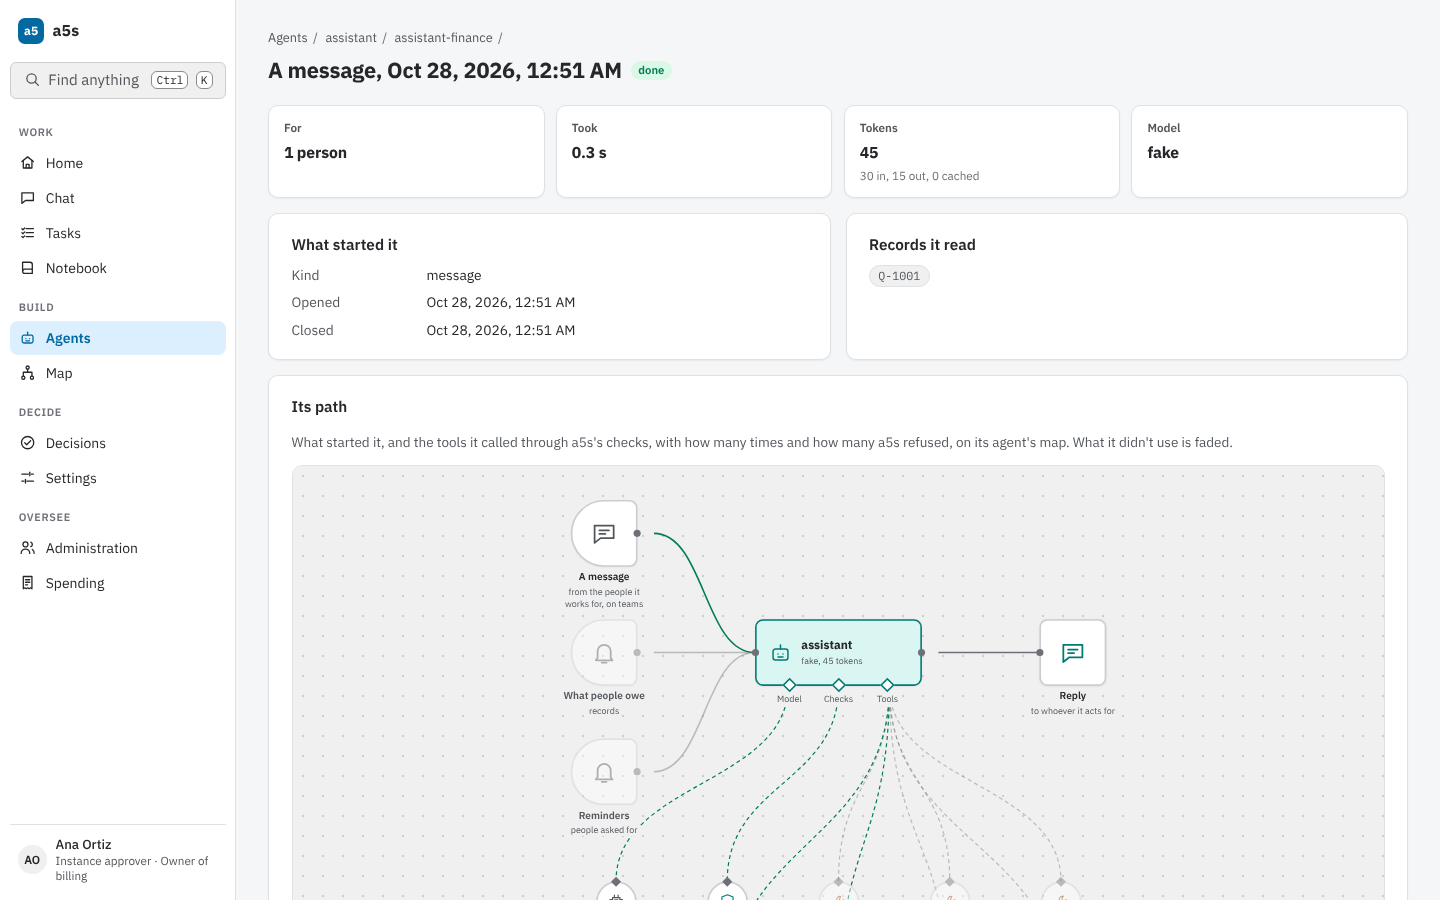 a5 a5s
Find anything Ctrl K
WORK
Home
Chat
Tasks
Notebook
BUILD
Agents
Map
DECIDE
Decisions
Settings
OVERSEE
Administration
Spending
AO
Ana Ortiz
Instance approver · Owner of
billing
Agents / assistant / assistant-finance /
A message, Oct 28, 2026, 12:51 AM done
For
1 person
Took
0.3 s
Tokens
45
30 in, 15 out, 0 cached
Model
fake
What started it
Kind message
Opened Oct 28, 2026, 12:51 AM
Closed Oct 28, 2026, 12:51 AM
Records it read
Q-1001
Its path
What started it, and the tools it called through a5s's checks, with how many times and how many a5s refused, on its agent's map. What it didn't use is faded.
A message
from the people it
works for, on teams
What people owe
records
Reminders
people asked for
assistant
fake, 45 tokens
Model Checks Tools
Reply
to whoever it acts for